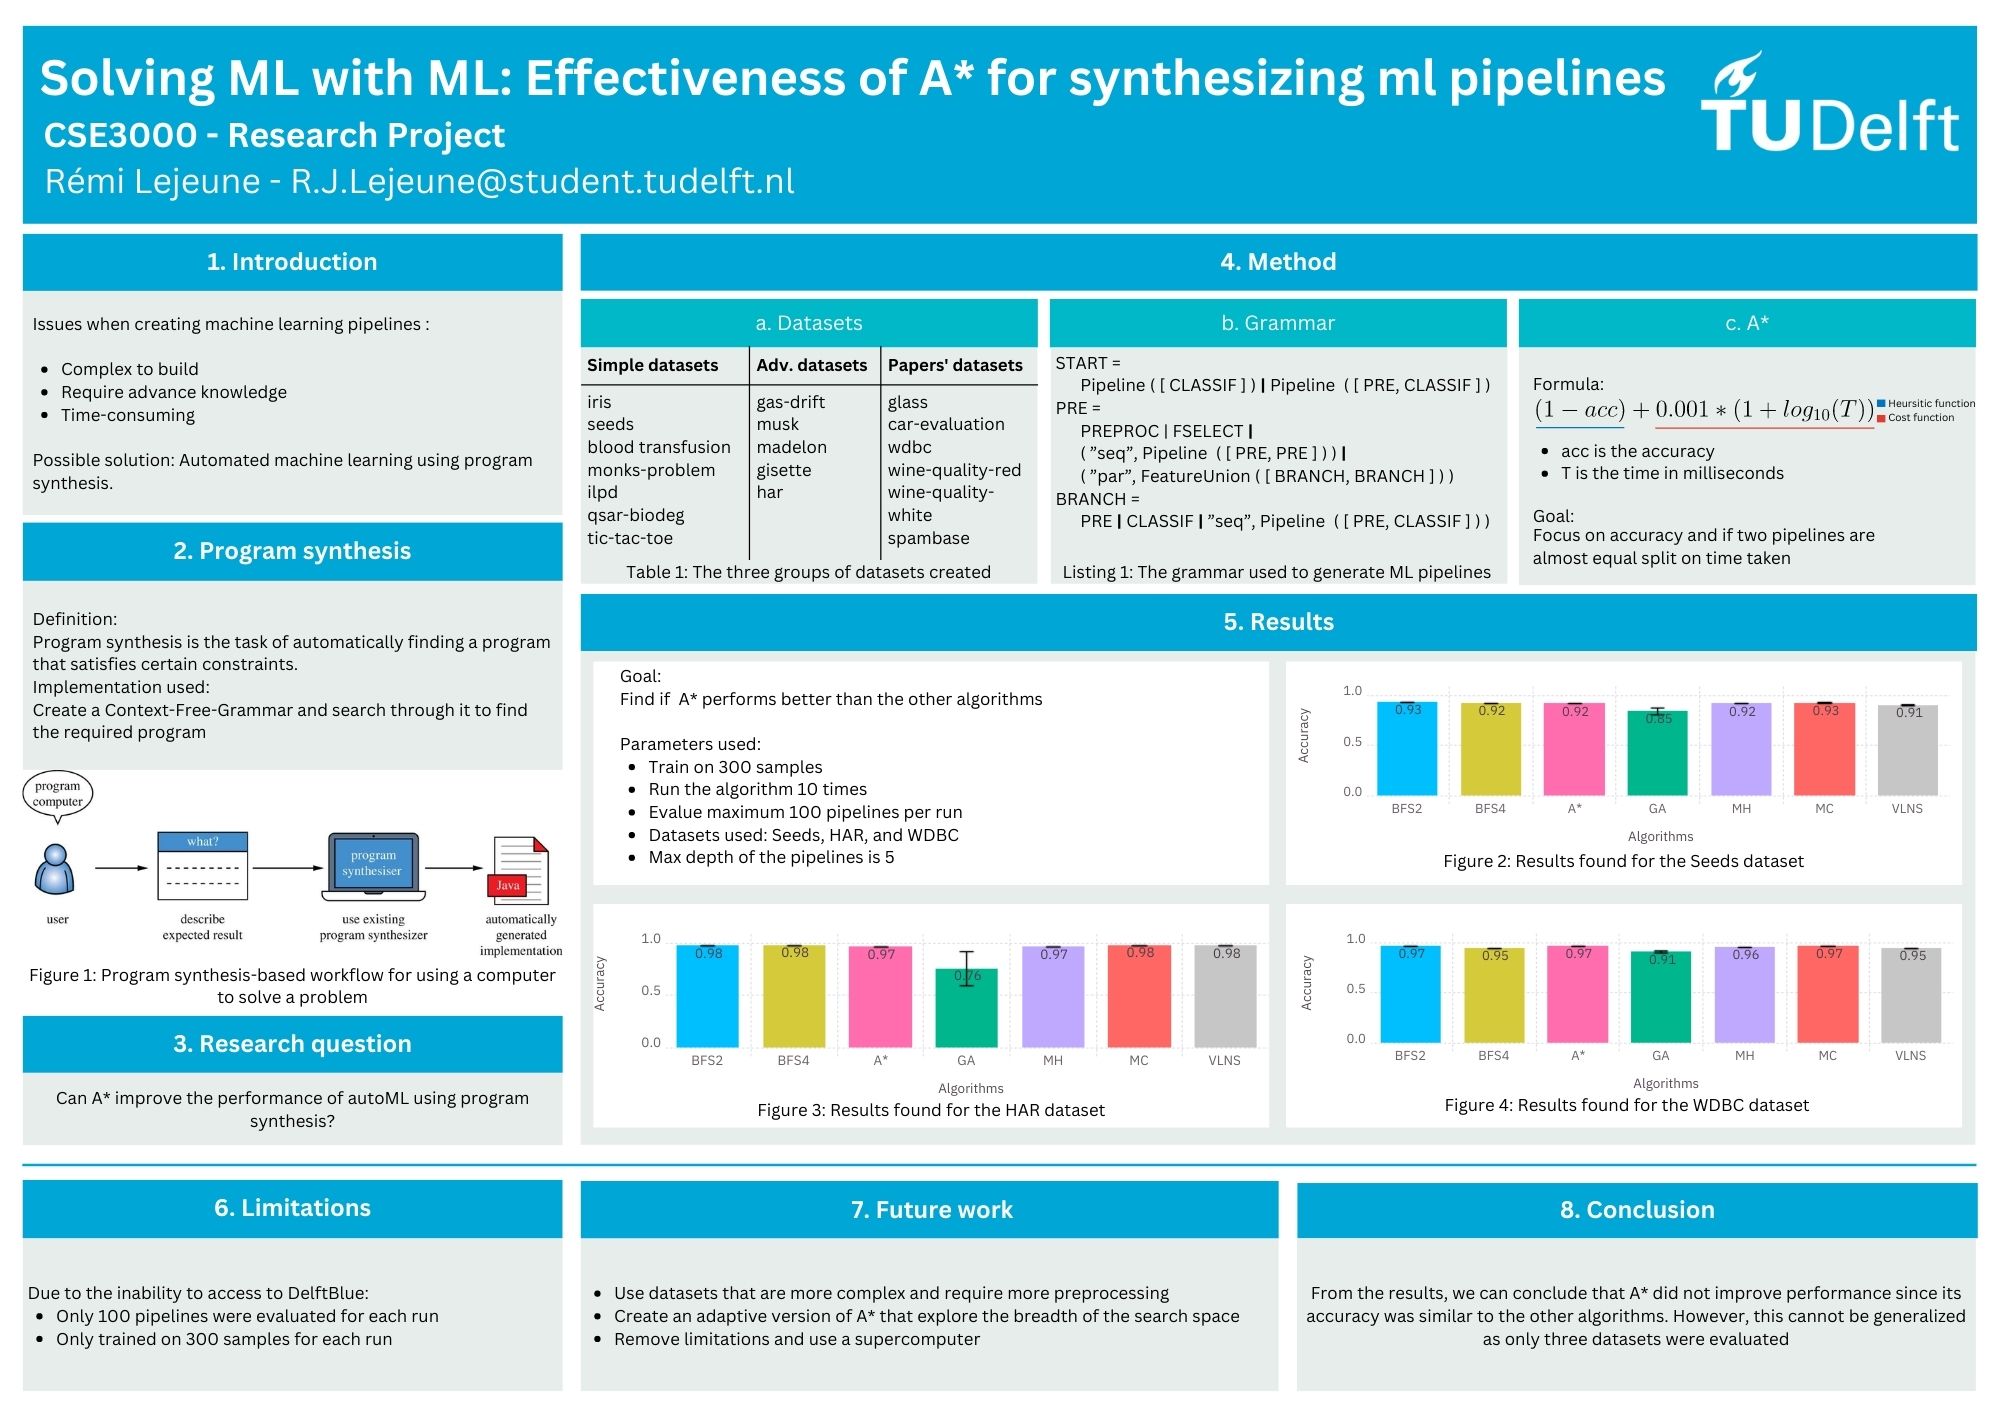 Solving ML with ML: Effectiveness of A* for synthesizing ml pipelines
CSE3000 - Research Project
Rémi Lejeune - R.J.Lejeune@student.tudelft.nl
TUDelft
1. Introduction
Issues when creating machine learning pipelines :
• Complex to build
• Require advance knowledge
• Time-consuming
Possible solution: Automated machine learning using program
synthesis.
2. Program synthesis
Definition:
Program synthesis is the task of automatically finding a program
that satisfies certain constraints.
Implementation used:
Create a Context-Free-Grammar and search through it to find
the required program
program
computer
what?
program
synthesiser
Java
user
describe
expected result
use existing
program synthesizer
automatically
generated
implementation
Figure 1: Program synthesis-based workflow for using a computer
to solve a problem
3. Research question
Can A* improve the performance of autoML using program
synthesis?
4. Method
a. Datasets
Simple datasets
iris
seeds
blood transfusion
monks-problem
ilpd
qsar-biodeg
tic-tac-toe
Adv. datasets
gas-drift
musk
madelon
gisette
har
Papers' datasets
glass
car-evaluation
wdbc
wine-quality-red
wine-quality-
white
spambase
Table 1: The three groups of datasets created
b. Grammar
START =
Pipeline ( [ CLASSIF ] ) | Pipeline ( [ PRE, CLASSIF ] )
PRE =
PREPROC | FSELECT |
( ”seq”, Pipeline ( [ PRE, PRE ] ) ) |
( ”par”, FeatureUnion ( [ BRANCH, BRANCH ] ) )
BRANCH =
PRE | CLASSIF | ”seq”, Pipeline ( [ PRE, CLASSIF ] ) )
Listing 1: The grammar used to generate ML pipelines
c. A*
Formula:
(1 − acc) + 0.001 ∗ (1 + log₁₀(T))
Heursitic function
Cost function
• acc is the accuracy
• T is the time in milliseconds
Goal:
Focus on accuracy and if two pipelines are
almost equal split on time taken
5. Results
Goal:
Find if A* performs better than the other algorithms
Parameters used:
• Train on 300 samples
• Run the algorithm 10 times
• Evalue maximum 100 pipelines per run
• Datasets used: Seeds, HAR, and WDBC
• Max depth of the pipelines is 5
Accuracy
1.0
0.5
0.0
0.93 0.92 0.92 0.85 0.92 0.93 0.91
BFS2 BFS4 A* GA MH MC VLNS
Algorithms
Figure 2: Results found for the Seeds dataset
Accuracy
1.0
0.5
0.0
0.98 0.98 0.97 0.76 0.97 0.98 0.98
BFS2 BFS4 A* GA MH MC VLNS
Algorithms
Figure 3: Results found for the HAR dataset
Accuracy
1.0
0.5
0.0
0.97 0.95 0.97 0.91 0.96 0.97 0.95
BFS2 BFS4 A* GA MH MC VLNS
Algorithms
Figure 4: Results found for the WDBC dataset
6. Limitations
Due to the inability to access to DelftBlue:
• Only 100 pipelines were evaluated for each run
• Only trained on 300 samples for each run
7. Future work
• Use datasets that are more complex and require more preprocessing
• Create an adaptive version of A* that explore the breadth of the search space
• Remove limitations and use a supercomputer
8. Conclusion
From the results, we can conclude that A* did not improve performance since its
accuracy was similar to the other algorithms. However, this cannot be generalized
as only three datasets were evaluated